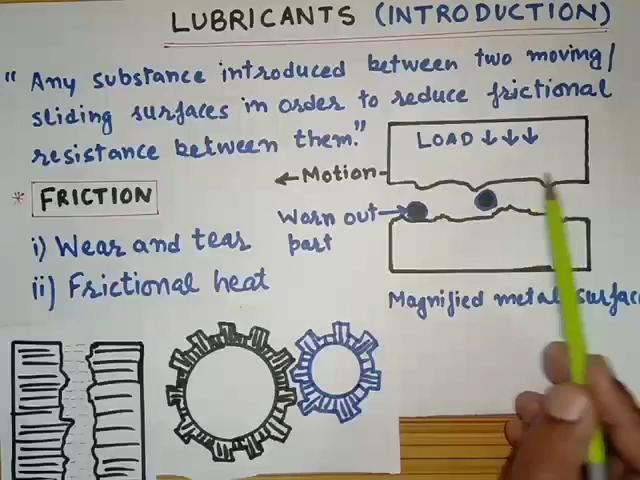 LUBRICANTS (INTRODUCTION)
" Any substance introduced between two moving/
sliding surfaces in order to reduce frictional
resistance between them."
LOAD ↓↓↓
← Motion
* FRICTION
Worn out →
part
i) Wear and tear
ii) Frictional heat
Magnified metal surface